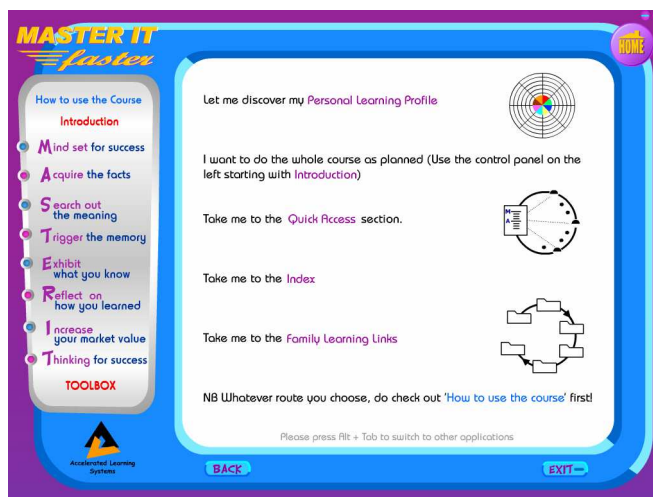 MASTER IT
faster
HOME
How to use the Course
Introduction
Mind set for success
Acquire the facts
Search out
the meaning
Trigger the memory
Exhibit
what you know
Reflect on
how you learned
Increase
your market value
Thinking for success
TOOLBOX
Accelerated Learning
Systems
Let me discover my Personal Learning Profile
I want to do the whole course as planned (Use the control panel on the
left starting with Introduction)
Take me to the Quick Access section.
M
A
Take me to the Index
Take me to the Family Learning Links
NB Whatever route you choose, do check out 'How to use the course' first!
Please press Alt + Tab to switch to other applications
BACK
EXIT